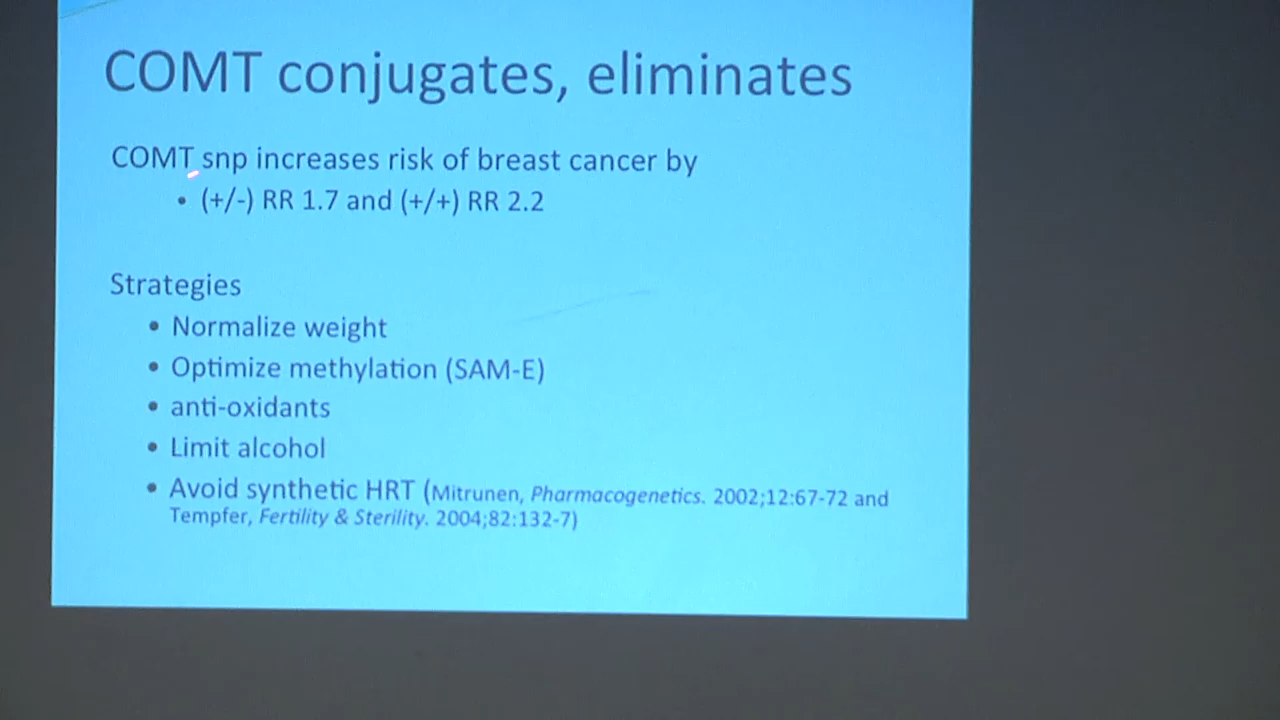 COMT conjugates, eliminates
COMT snp increases risk of breast cancer by
• (+/-) RR 1.7 and (+/+) RR 2.2
Strategies
• Normalize weight
• Optimize methylation (SAM-E)
• anti-oxidants
• Limit alcohol
• Avoid synthetic HRT (Mitrunen, Pharmacogenetics. 2002;12:67-72 and
Tempfer, Fertility & Sterility. 2004;82:132-7)